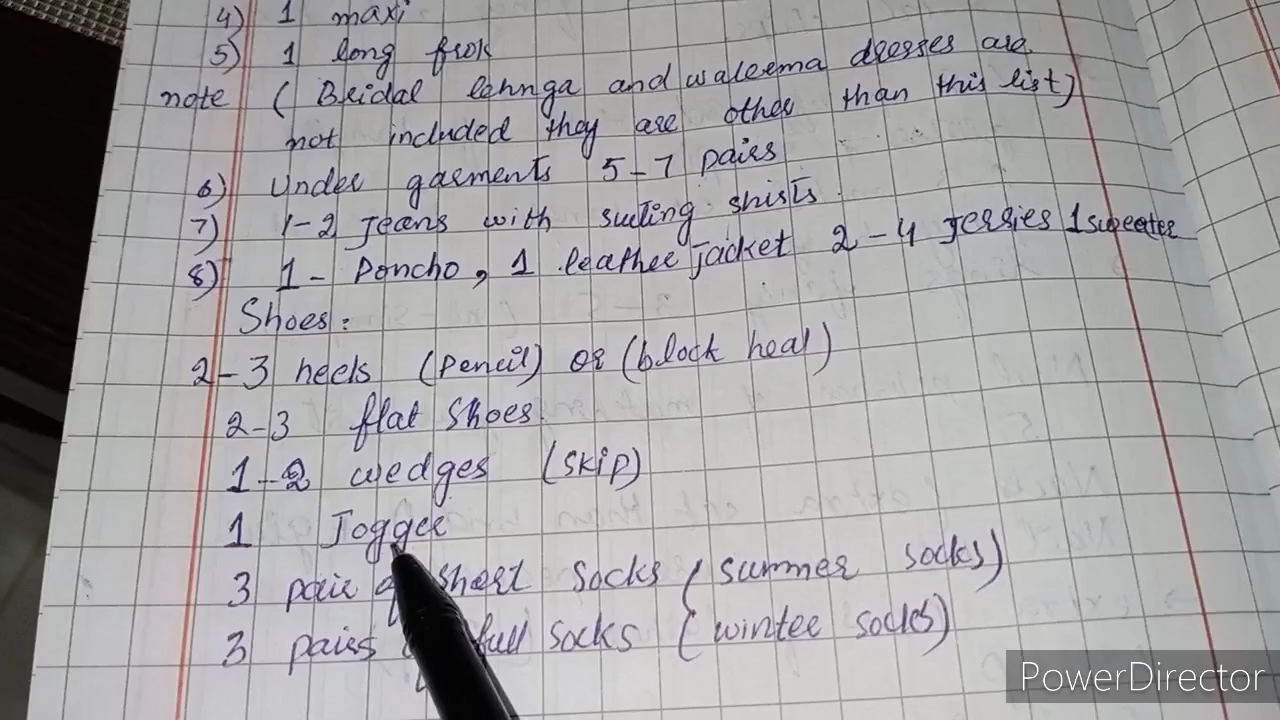 4) 1 maxi
5) 1 long frok
note ( Bridal lehnga and waleema dresses are
not included they are other than this list)
6) Under garments 5-7 pairs
7) 1-2 Jeans with suiting shirts
8) 1- Poncho, 1 leather jacket 2-4 Jersies 1 sweater
Shoes:
2-3 heels (Pencil) or (block heal)
2-3 flat shoes.
1-2 wedges (skip)
1 Jogger
3 pair of short socks (summer socks)
3 pairs full socks (winter socks)
PowerDirector